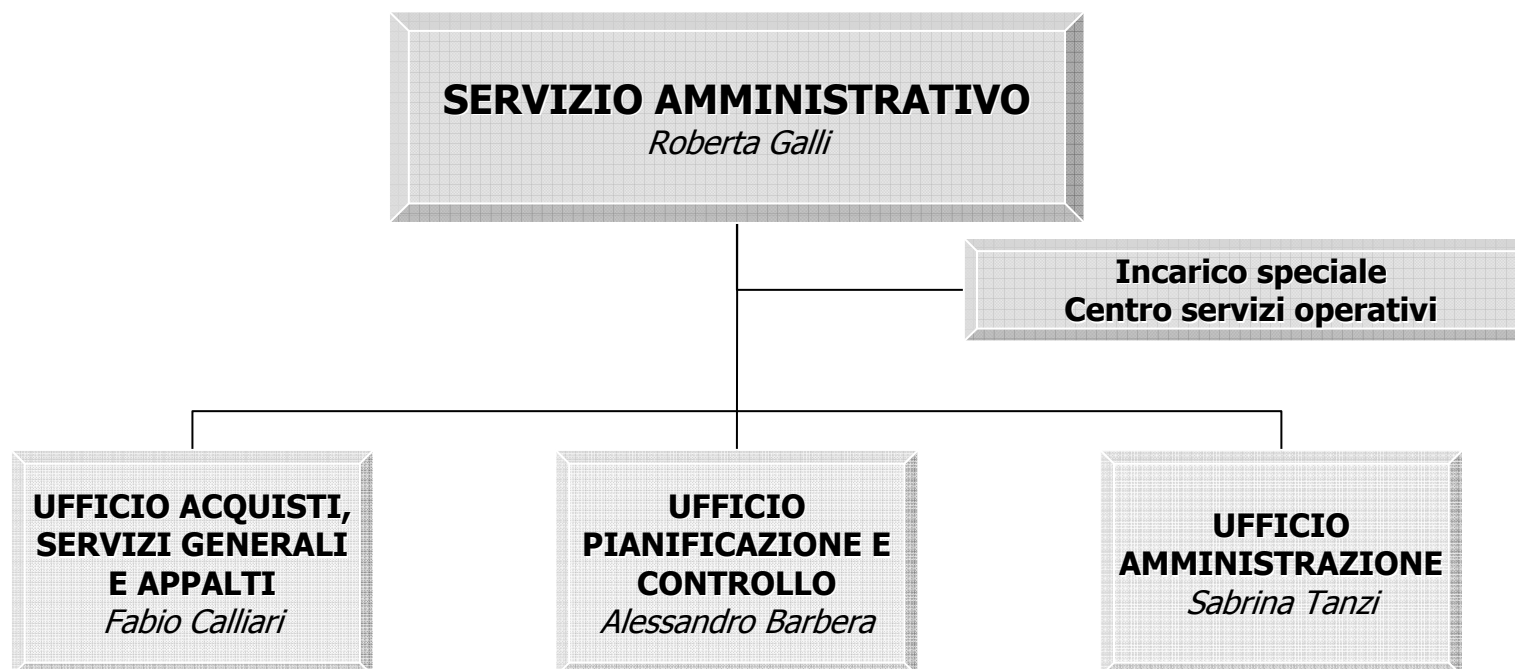 SERVIZIO AMMINISTRATIVO
Roberta Galli
Incarico speciale
Centro servizi operativi
UFFICIO ACQUISTI,
SERVIZI GENERALI
E APPALTI
Fabio Calliari
UFFICIO
PIANIFICAZIONE E
CONTROLLO
Alessandro Barbera
UFFICIO
AMMINISTRAZIONE
Sabrina Tanzi